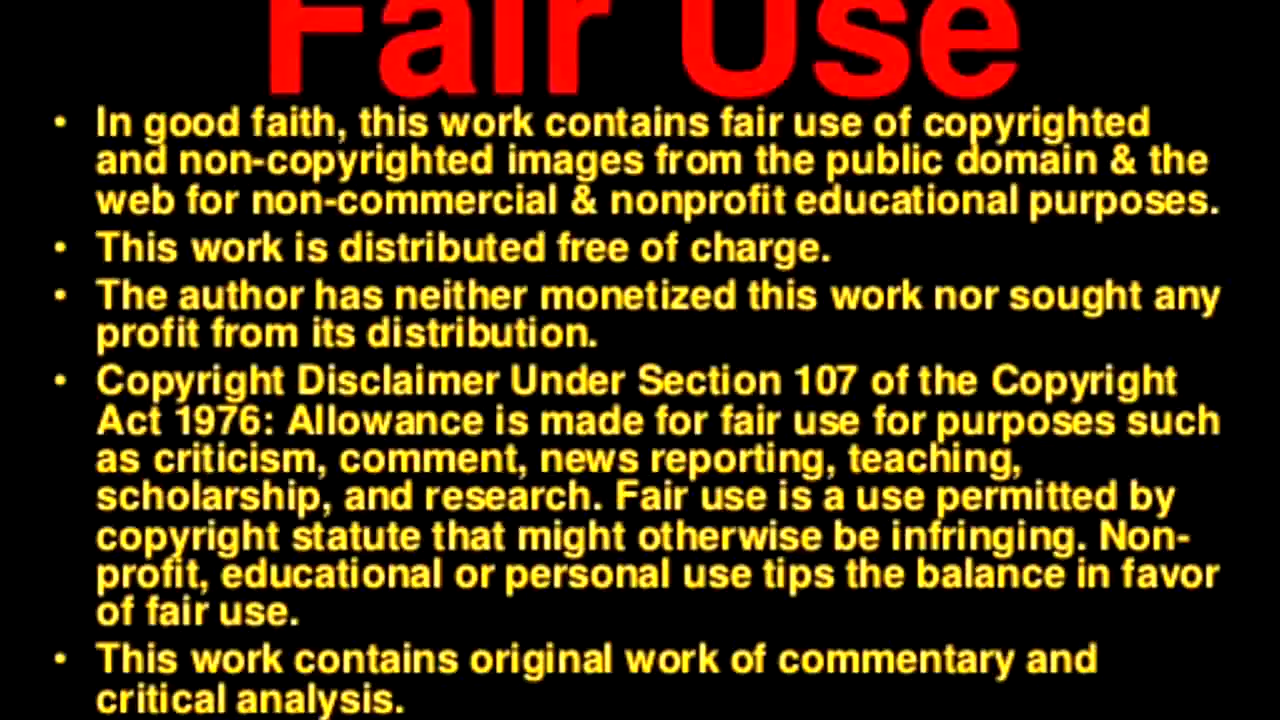 Fair Use
• In good faith, this work contains fair use of copyrighted
and non-copyrighted images from the public domain & the
web for non-commercial & nonprofit educational purposes.
• This work is distributed free of charge.
• The author has neither monetized this work nor sought any
profit from its distribution.
• Copyright Disclaimer Under Section 107 of the Copyright
Act 1976: Allowance is made for fair use for purposes such
as criticism, comment, news reporting, teaching,
scholarship, and research. Fair use is a use permitted by
copyright statute that might otherwise be infringing. Non-
profit, educational or personal use tips the balance in favor
of fair use.
• This work contains original work of commentary and
critical analysis.